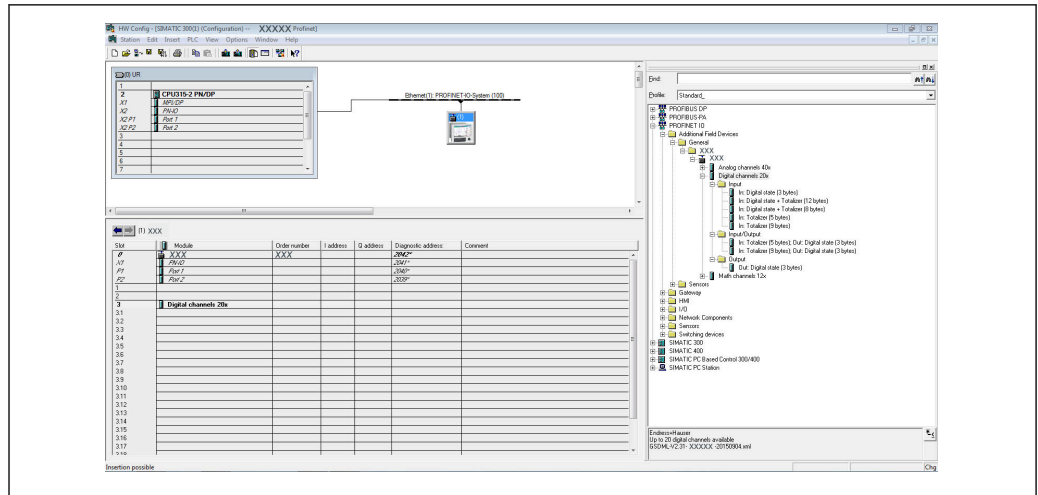 HW Config - [SIMATIC 300(1) (Configuration) -- XXXXX Profinet]
Station Edit Insert PLC View Options Window Help
(0) UR
1
2 CPU315-2 PN/DP
X1 MPI/DP
X2 PN-IO
X2 P1 Port 1
X2 P2 Port 2
3
4
5
6
7
Ethernet(1): PROFINET-IO-System (100)
(1)
(1) XXX
Slot Module Order number I address Q address Diagnostic address: Comment
0 XXX XXX 2042*
X1 PN-IO 2041*
P1 Port 1 2040*
P2 Port 2 2039*
1
2
3 Digital channels 20x
3.1
3.2
3.3
3.4
3.5
3.6
3.7
3.8
3.9
3.10
3.11
3.12
3.13
3.14
3.15
3.16
3.17
3.18
Insertion possible
Find:
Profile: Standard_
PROFIBUS DP
PROFIBUS-PA
PROFINET IO
Additional Field Devices
General
XXX
XXX
Analog channels 40x
Digital channels 20x
Input
In: Digital state (3 bytes)
In: Digital state + Totalizer (12 bytes)
In: Digital state + Totalizer (8 bytes)
In: Totalizer (5 bytes)
In: Totalizer (9 bytes)
Input/Output
In: Totalizer (5 bytes); Out: Digital state (3 bytes)
In: Totalizer (9 bytes); Out: Digital state (3 bytes)
Output
Out: Digital state (3 bytes)
Math channels 12x
Sensors
Gateway
HMI
I/O
Network Components
Sensors
Switching devices
SIMATIC 300
SIMATIC 400
SIMATIC PC Based Control 300/400
SIMATIC PC Station
Endress+Hauser
Up to 20 digital channels available
GSDML-V2.31- XXXXX -20150904.xml
Chg